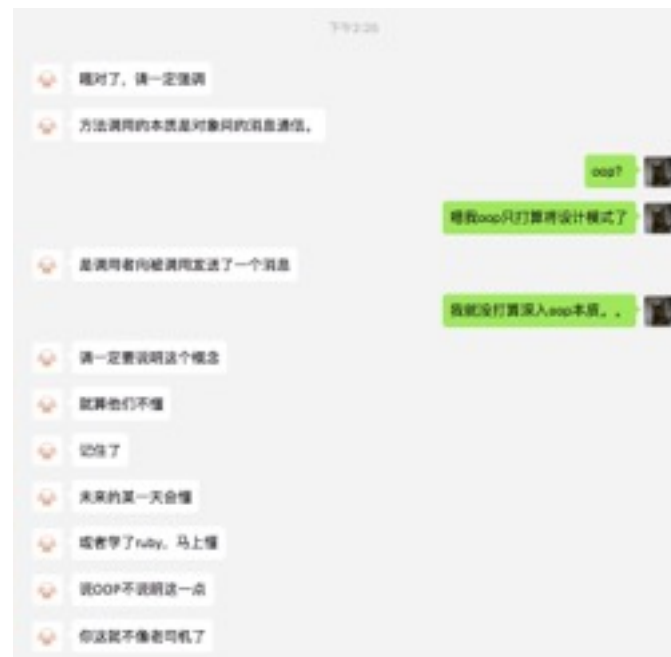 下午2:26
嗯对了，请一定强调
方法调用的本质是对象间的消息通信。
oop?
嗯我oop只打算将设计模式了
是调用者向被调用发送了一个消息
我就没打算深入oop本质。。
请一定要说明这个概念
就算他们不懂
记住了
未来的某一天会懂
或者学了ruby，马上懂
说OOP不说明这一点
你这就不像老司机了